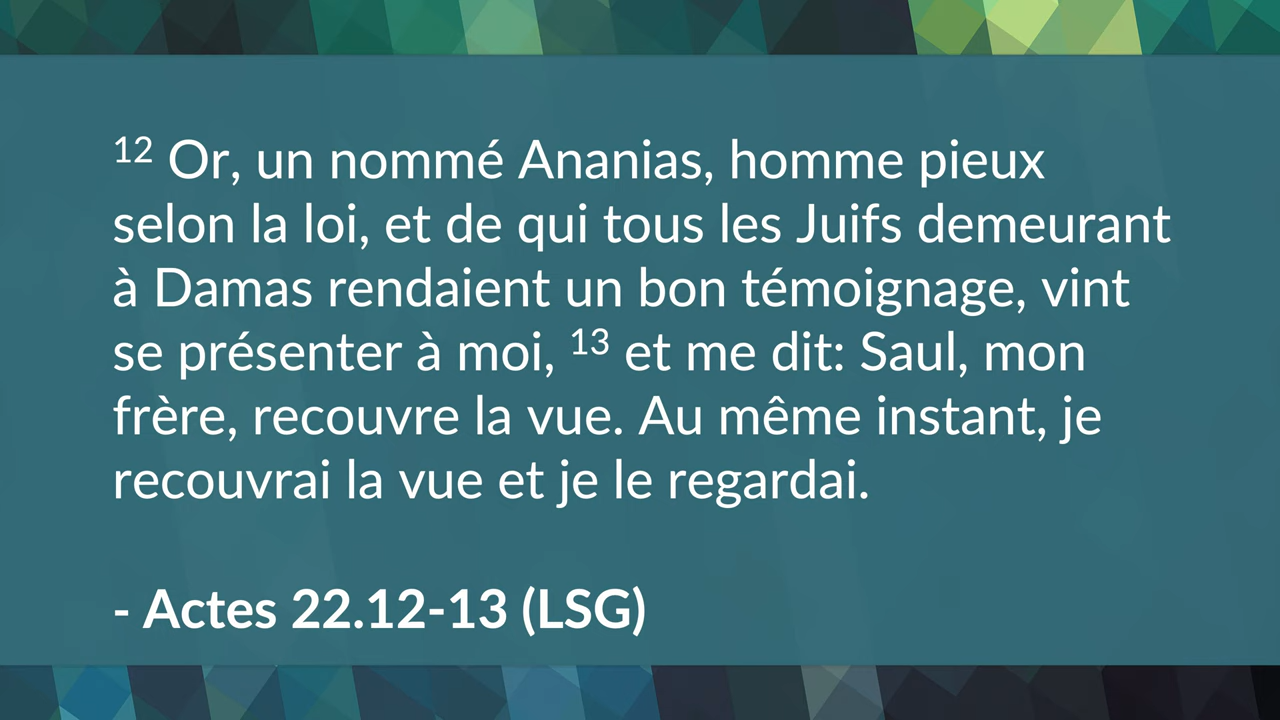 12 Or, un nommé Ananias, homme pieux
selon la loi, et de qui tous les Juifs demeurant
à Damas rendaient un bon témoignage, vint
se présenter à moi, 13 et me dit: Saul, mon
frère, recouvre la vue. Au même instant, je
recouvrai la vue et je le regardai.
- Actes 22.12-13 (LSG)